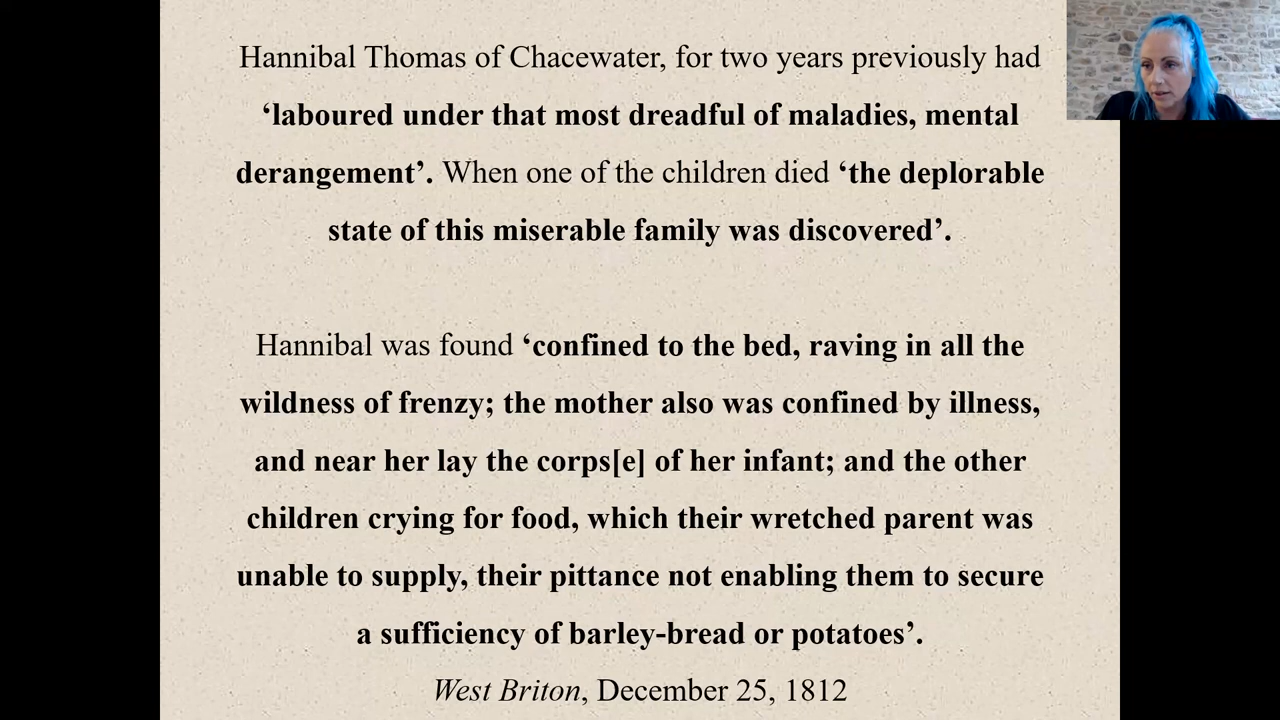 Hannibal Thomas of Chacewater, for two years previously had
‘laboured under that most dreadful of maladies, mental
derangement’. When one of the children died ‘the deplorable
state of this miserable family was discovered’.
Hannibal was found ‘confined to the bed, raving in all the
wildness of frenzy; the mother also was confined by illness,
and near her lay the corps[e] of her infant; and the other
children crying for food, which their wretched parent was
unable to supply, their pittance not enabling them to secure
a sufficiency of barley-bread or potatoes’.
West Briton, December 25, 1812